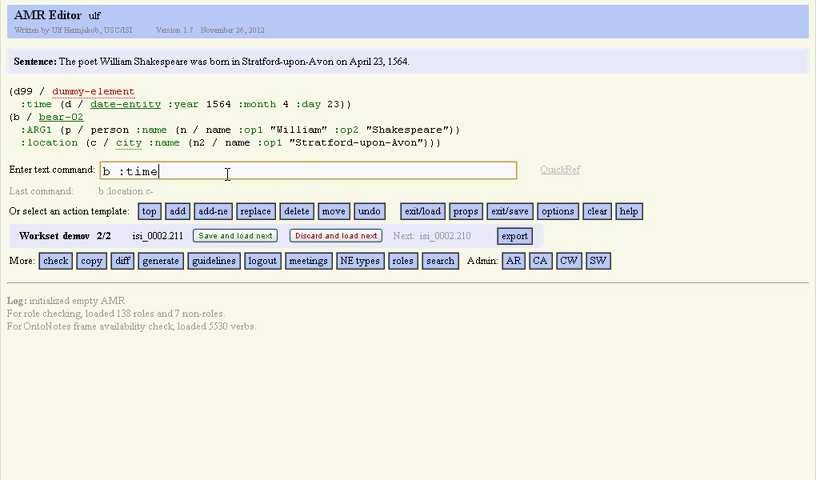 AMR Editor ulf
Written by Ulf Hermjakob, USC/ISI Version 1.7 November 26, 2012
Sentence: The poet William Shakespeare was born in Stratford-upon-Avon on April 23, 1564.
(d99 / dummy-element
:time (d / date-entity :year 1564 :month 4 :day 23))
(b / bear-02
:ARG1 (p / person :name (n / name :op1 "William" :op2 "Shakespeare"))
:location (c / city :name (n2 / name :op1 "Stratford-upon-Avon")))
Enter text command: b :time QuickRef
Last command: b :location c-
Or select an action template: top add add-ne replace delete move undo exit/load props exit/save options clear help
Workset demov 2/2 isi_0002.211 Save and load next Discard and load next Next: isi_0002.210 export
More: check copy diff generate guidelines logout meetings NE types roles search Admin: AR CA CW SW
Log: initialized empty AMR
For role checking, loaded 138 roles and 7 non-roles.
For OntoNotes frame availability check, loaded 5530 verbs.